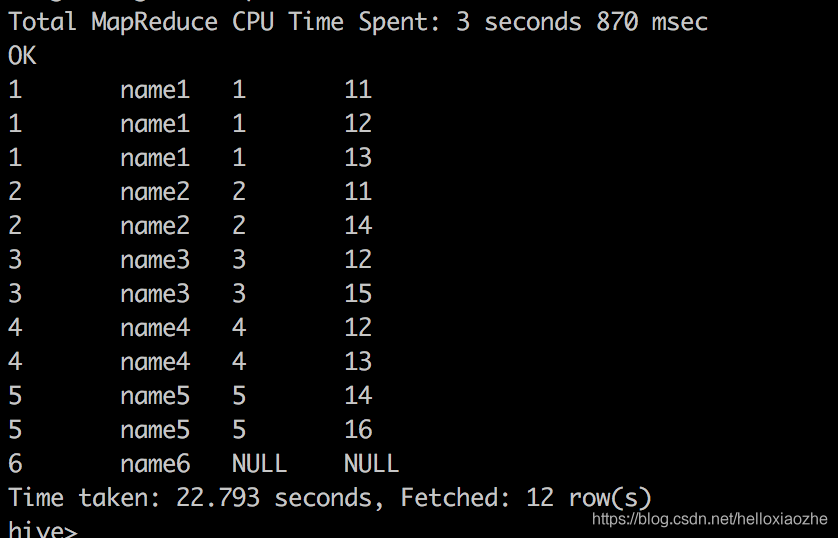 Total MapReduce CPU Time Spent: 3 seconds 870 msec
OK
1 name1 1 11
1 name1 1 12
1 name1 1 13
2 name2 2 11
2 name2 2 14
3 name3 3 12
3 name3 3 15
4 name4 4 12
4 name4 4 13
5 name5 5 14
5 name5 5 16
6 name6 NULL NULL
Time taken: 22.793 seconds, Fetched: 12 row(s)
hive>
https://blog.csdn.net/helloxiaozhe